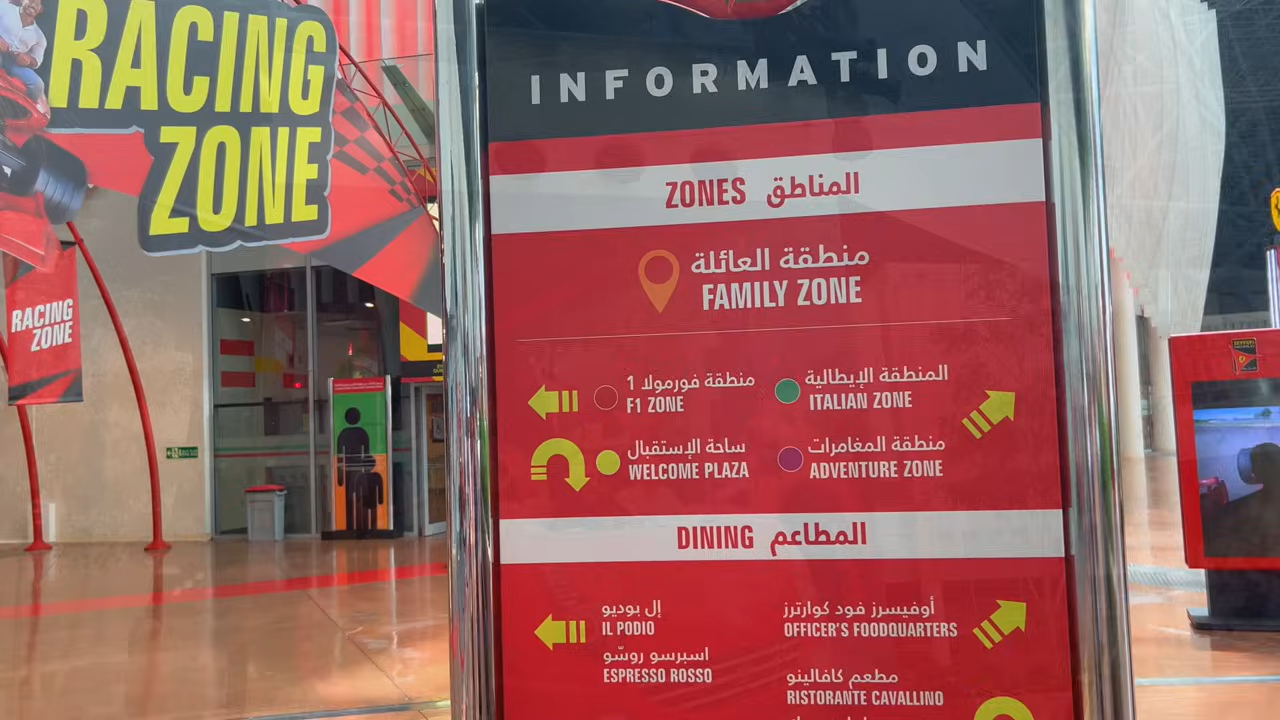 RACING
ZONE
RACING
ZONE
INFORMATION
ZONES المناطق
منطقة العائلة
FAMILY ZONE
منطقة فورمولا 1
F1 ZONE
المنطقة الإيطالية
ITALIAN ZONE
ساحة الإستقبال
WELCOME PLAZA
منطقة المغامرات
ADVENTURE ZONE
DINING المطاعم
إل بوديو
IL PODIO
اسبرسو روسّو
ESPRESSO ROSSO
أوفيسرز فود كوارترز
OFFICER'S FOODQUARTERS
مطعم كافالينو
RISTORANTE CAVALLINO